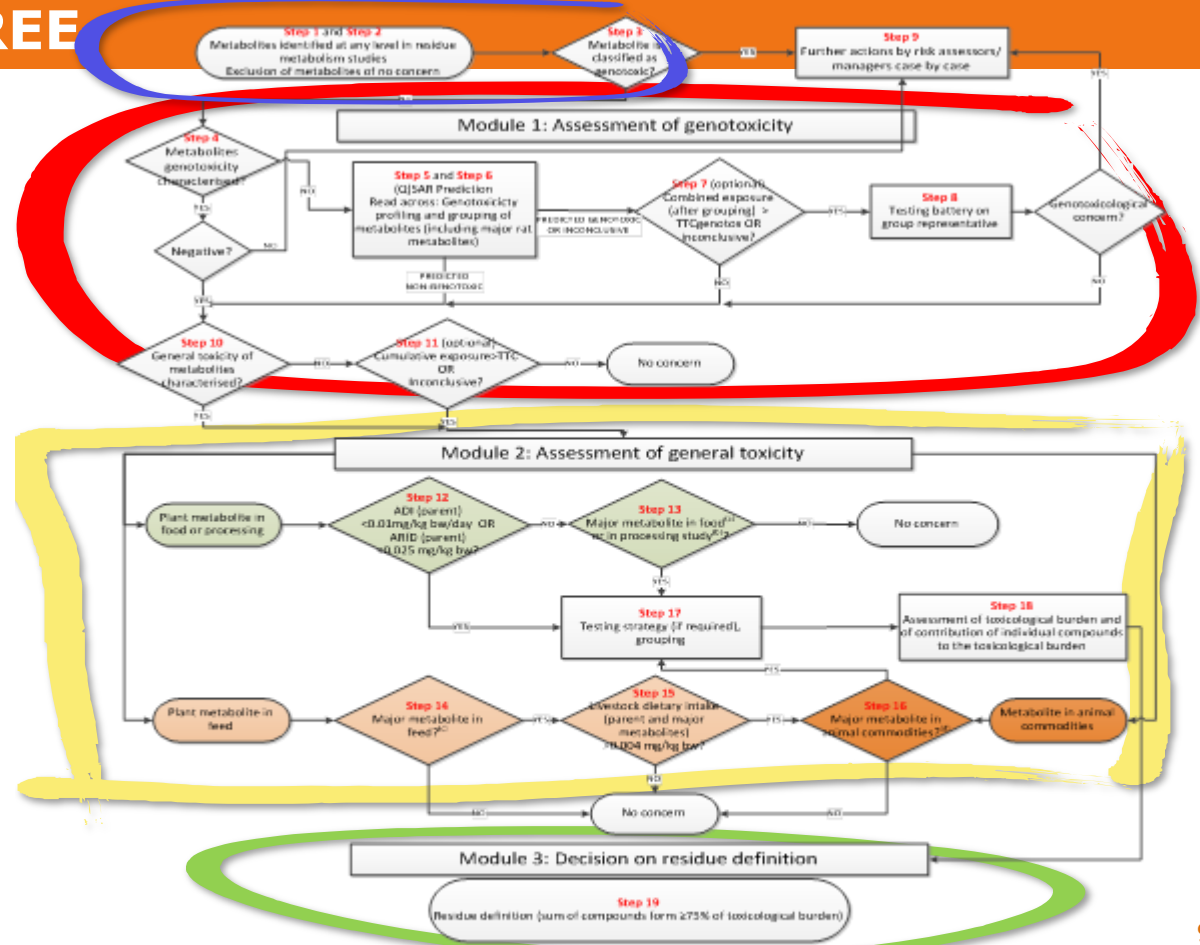 REE
Step 1 and Step 2
Metabolites identified at any level in residue
metabolism studies
Exclusion of metabolites of no concern
Step 3
Metabolite is
classified as
genotoxic?
YES
Step 9
Further actions by risk assessors/
managers case by case
YES
NO
Module 1: Assessment of genotoxicity
Step 4
Metabolites
genotoxicity
characterised?
NO
YES
Negative?
NO
YES
Step 5 and Step 6
(Q)SAR Prediction
Read across: Genotoxicicty
profiling and grouping of
metabolites (including major rat
metabolites)
PREDICTED GENOTOXIC
OR INCONCLUSIVE
PREDICTED
NON-GENOTOXIC
Step 7 (optional)
Combined exposure
(after grouping) >
TTCgenotox OR
Inconclusive?
YES
NO
Step 8
Testing battery on
group representative
Genotoxicological
concern?
NO
Step 10
General toxicity of
metabolites
characterised?
NO
YES
Step 11 (optional)
Cumulative exposure>TTC
OR
Inconclusive?
NO
YES
No concern
Module 2: Assessment of general toxicity
Plant metabolite in
food or processing
Step 12
ADI (parent)
<0.01mg/kg bw/day OR
ARfD (parent)
<0.025 mg/kg bw?
NO
YES
Step 13
Major metabolite in food
or in processing study
NO
YES
No concern
Step 17
Testing strategy (if required),
grouping
Step 18
Assessment of toxicological burden and
of contribution of individual compounds
to the toxicological burden
YES
Plant metabolite in
feed
Step 14
Major metabolite in
feed?
YES
NO
Step 15
Livestock dietary intake
(parent and major
metabolites)
>0.004 mg/kg bw?
YES
NO
Step 16
Major metabolite in
animal commodities?
NO
Metabolite in animal
commodities
No concern
Module 3: Decision on residue definition
Step 19
Residue definition (sum of compounds form ≥75% of toxicological burden)